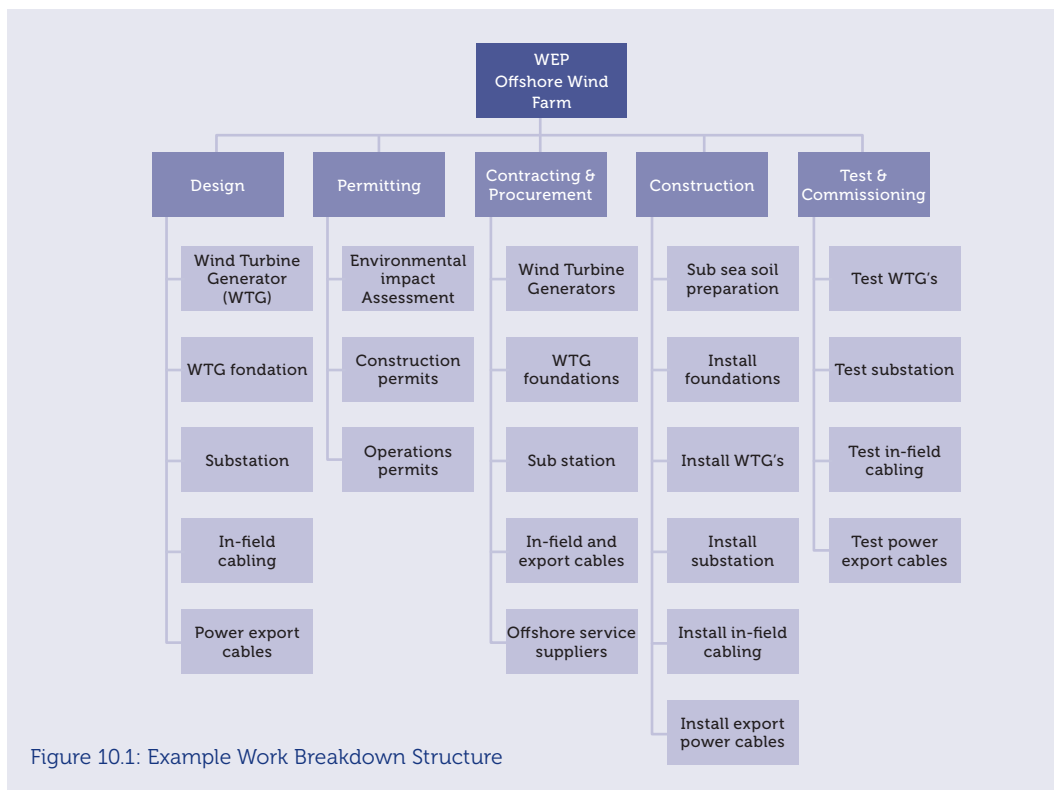 WEP
Offshore Wind
Farm
Design
Permitting
Contracting &
Procurement
Construction
Test &
Commissioning
Wind Turbine
Generator
(WTG)
WTG fondation
Substation
In-field
cabling
Power export
cables
Environmental
impact
Assessment
Construction
permits
Operations
permits
Wind Turbine
Generators
WTG
foundations
Sub station
In-field and
export cables
Offshore service
suppliers
Sub sea soil
preparation
Install
foundations
Install WTG's
Install
substation
Install in-field
cabling
Install export
power cables
Test WTG's
Test substation
Test in-field
cabling
Test power
export cables
Figure 10.1: Example Work Breakdown Structure